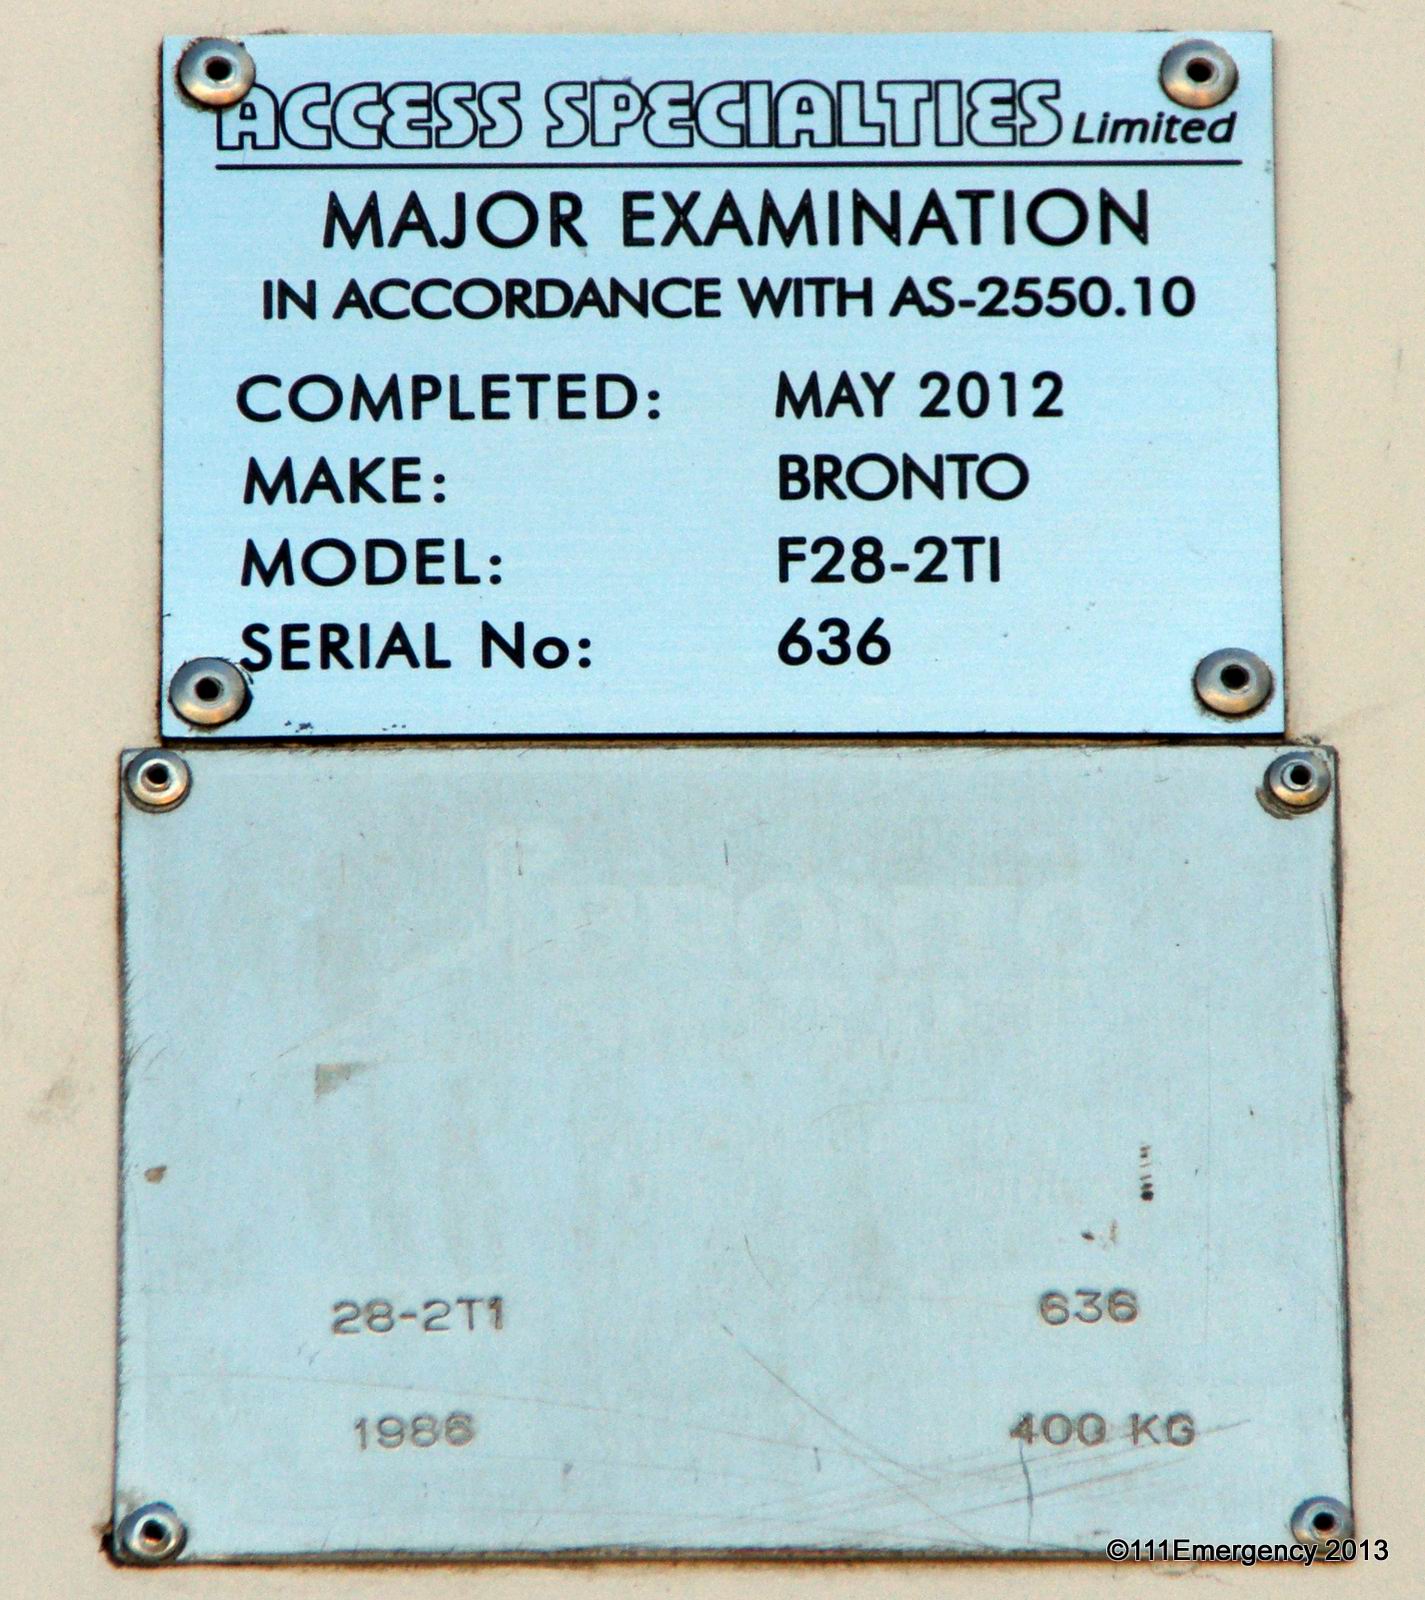 ACCESS SPECIALTIES Limited
MAJOR EXAMINATION
IN ACCORDANCE WITH AS-2550.10
COMPLETED: MAY 2012
MAKE: BRONTO
MODEL: F28-2TI
SERIAL No: 636
28-2T1 636
1986 400 KG
©111Emergency 2013